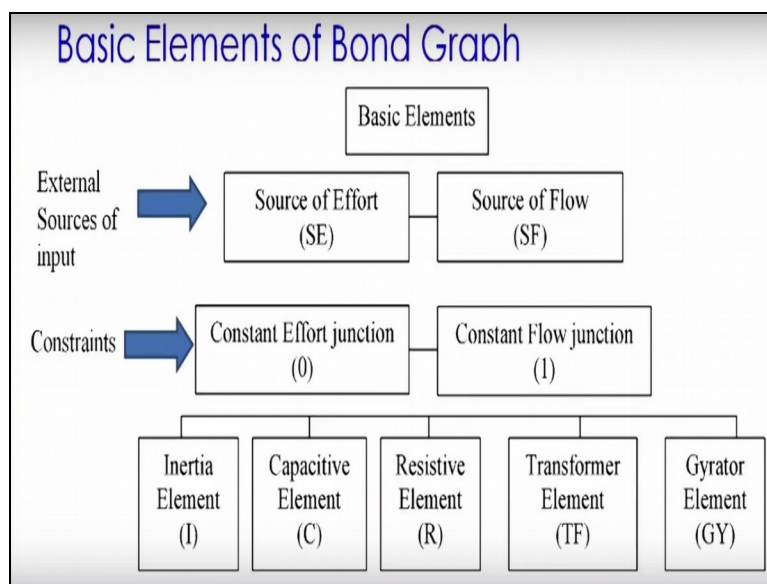 Basic Elements of Bond Graph
Basic Elements
External
Sources of
input
Source of Effort
(SE)
Source of Flow
(SF)
Constraints
Constant Effort junction
(0)
Constant Flow junction
(1)
Inertia
Element
(I)
Capacitive
Element
(C)
Resistive
Element
(R)
Transformer
Element
(TF)
Gyrator
Element
(GY)